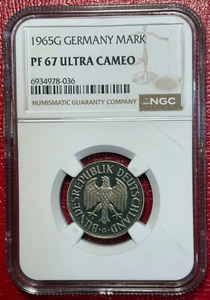 1965G GERMANY MARK
PF 67 ULTRA CAMEO
6934978-036
NUMISMATIC GUARANTY COMPANY
NGC
BUNDESREPUBLIK DEUTSCHLAND
G